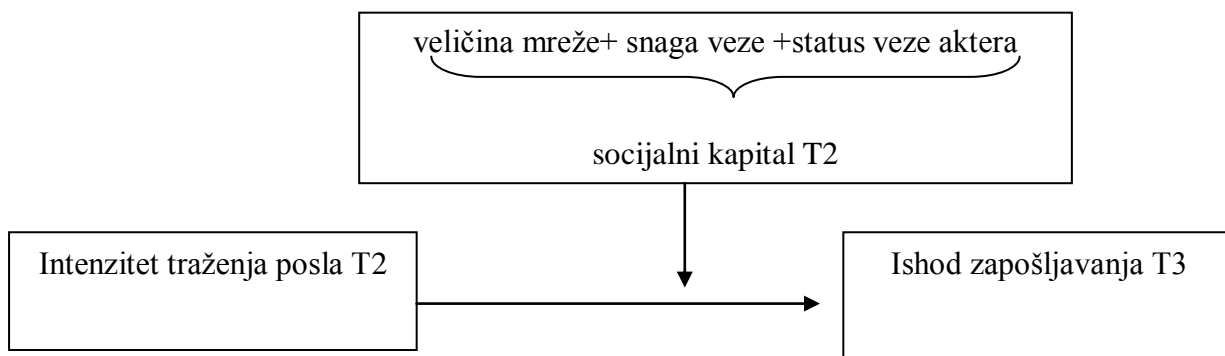 veličina mreže+ snaga veze +status veze aktera
socijalni kapital T2
Intenzitet traženja posla T2
Ishod zapošljavanja T3